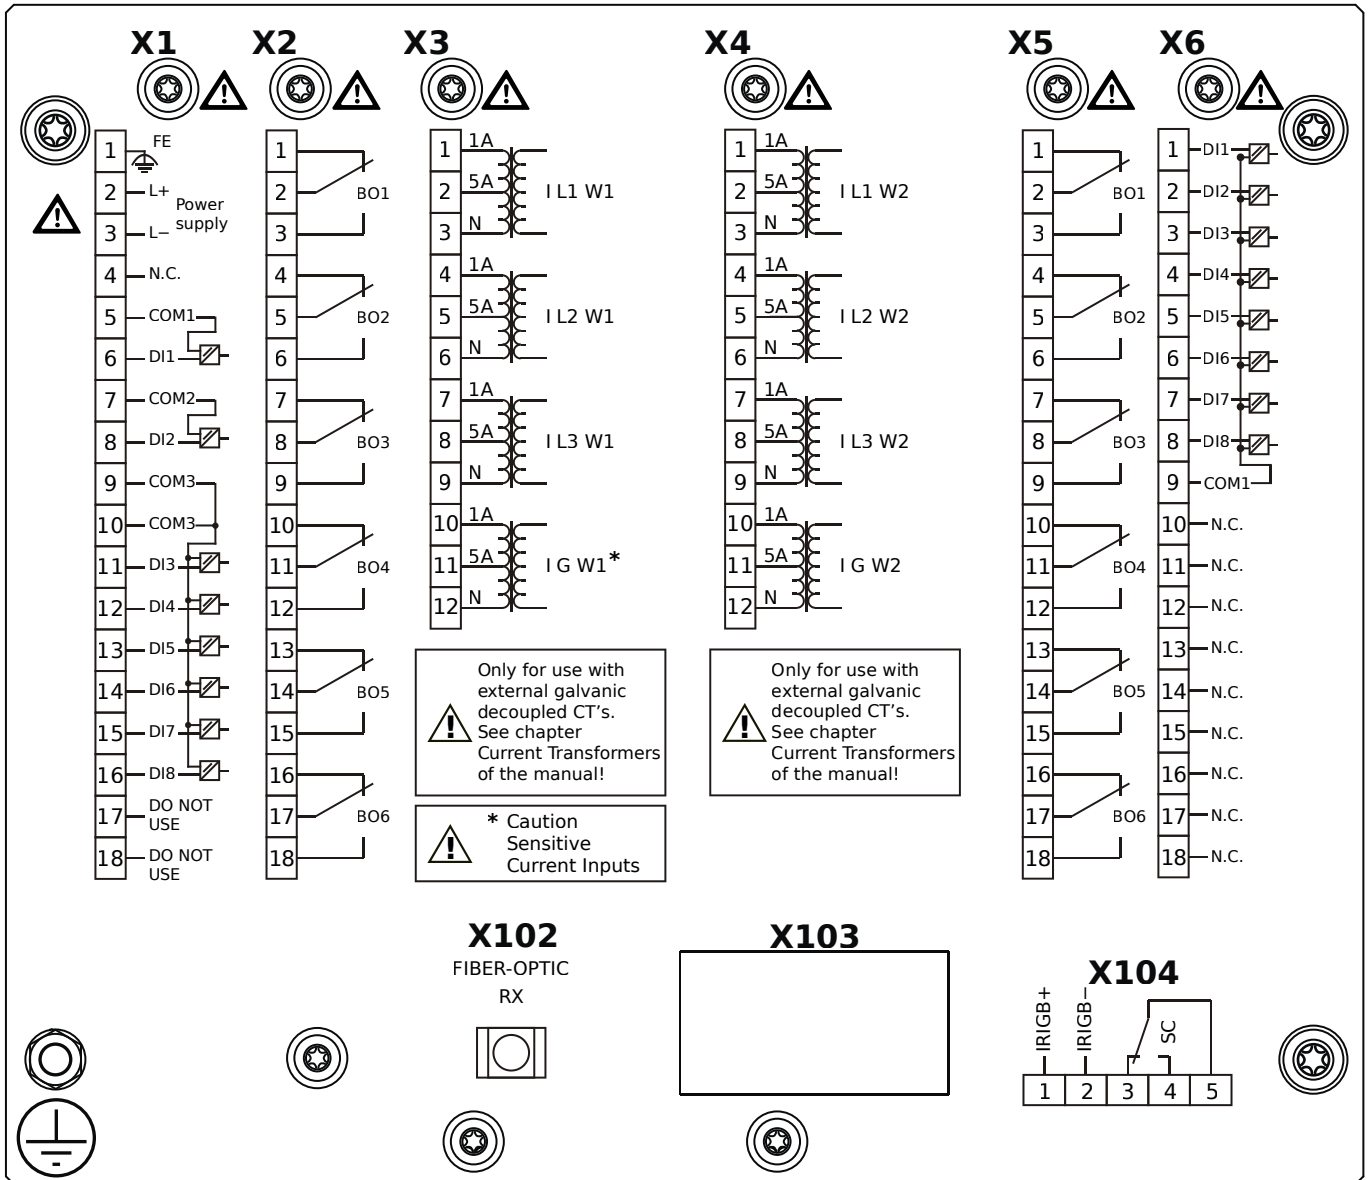 X1
X2
X3
X4
X5
X6
1
FE
2
L+
Power
supply
3
L−
4
N.C.
5
COM1
6
DI1
7
COM2
8
DI2
9
COM3
10
COM3
11
DI3
12
DI4
13
DI5
14
DI6
15
DI7
16
DI8
17
DO NOT
USE
18
DO NOT
USE
1
2
BO1
3
4
5
BO2
6
7
8
BO3
9
10
11
BO4
12
13
14
BO5
15
16
17
BO6
18
1
1A
2
5A
I L1 W1
3
N
4
1A
5
5A
I L2 W1
6
N
7
1A
8
5A
I L3 W1
9
N
10
1A
11
5A
I G W1*
12
N
Only for use with
external galvanic
decoupled CT's.
See chapter
Current Transformers
of the manual!
* Caution
Sensitive
Current Inputs
1
1A
2
5A
I L1 W2
3
N
4
1A
5
5A
I L2 W2
6
N
7
1A
8
5A
I L3 W2
9
N
10
1A
11
5A
I G W2
12
N
Only for use with
external galvanic
decoupled CT's.
See chapter
Current Transformers
of the manual!
1
2
BO1
3
4
5
BO2
6
7
8
BO3
9
10
11
BO4
12
13
14
BO5
15
16
17
BO6
18
1
DI1
2
DI2
3
DI3
4
DI4
5
DI5
6
DI6
7
DI7
8
DI8
9
COM1
10
N.C.
11
N.C.
12
N.C.
13
N.C.
14
N.C.
15
N.C.
16
N.C.
17
N.C.
18
N.C.
X102
FIBER-OPTIC
RX
X103
X104
IRIGB+
IRIGB−
SC
1 2 3 4 5